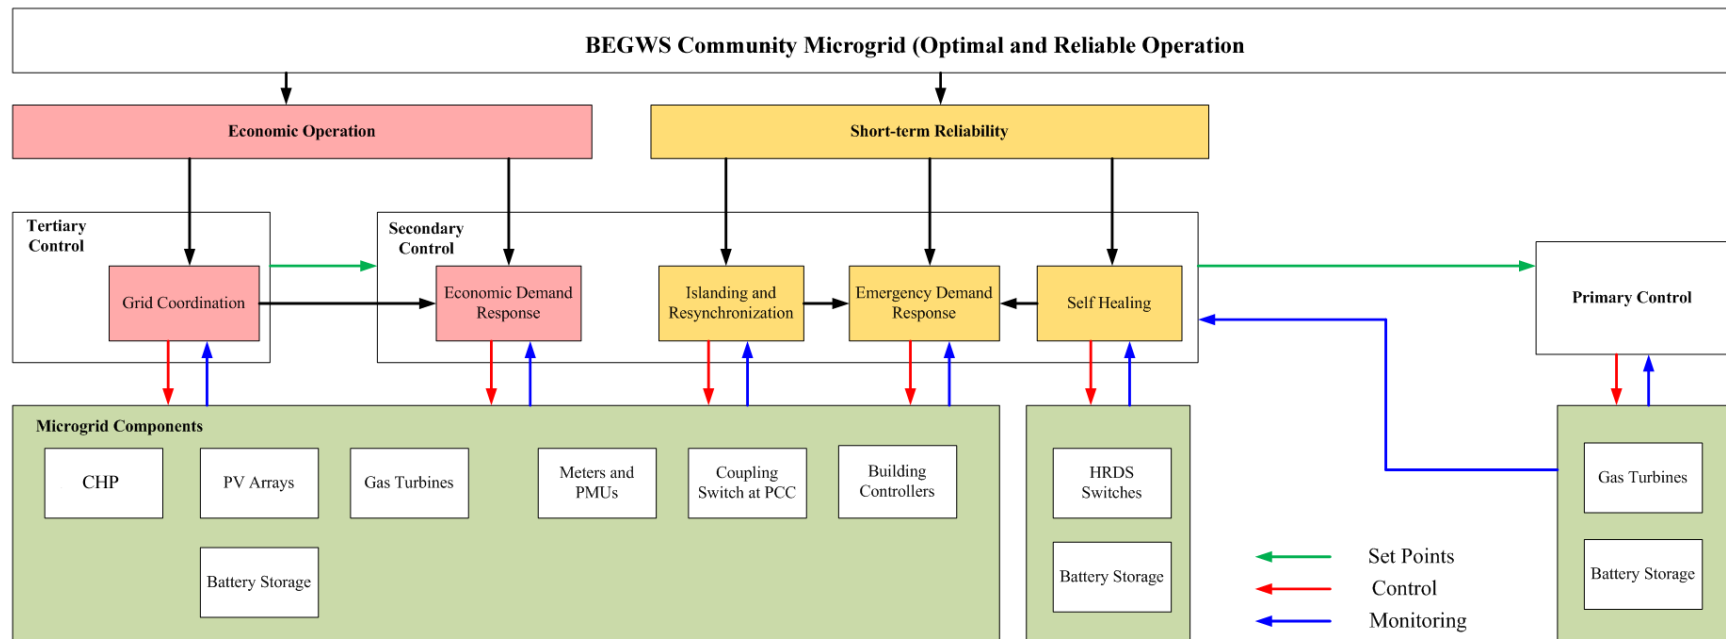 BEGWS Community Microgrid (Optimal and Reliable Operation
Economic Operation
Short-term Reliability
Tertiary
Control
Secondary
Control
Grid Coordination
Economic Demand
Response
Islanding and
Resynchronization
Emergency Demand
Response
Self Healing
Primary Control
Microgrid Components
CHP
PV Arrays
Gas Turbines
Meters and
PMUs
Coupling
Switch at PCC
Building
Controllers
Battery Storage
HRDS
Switches
Battery Storage
Gas Turbines
Battery Storage
Set Points
Control
Monitoring